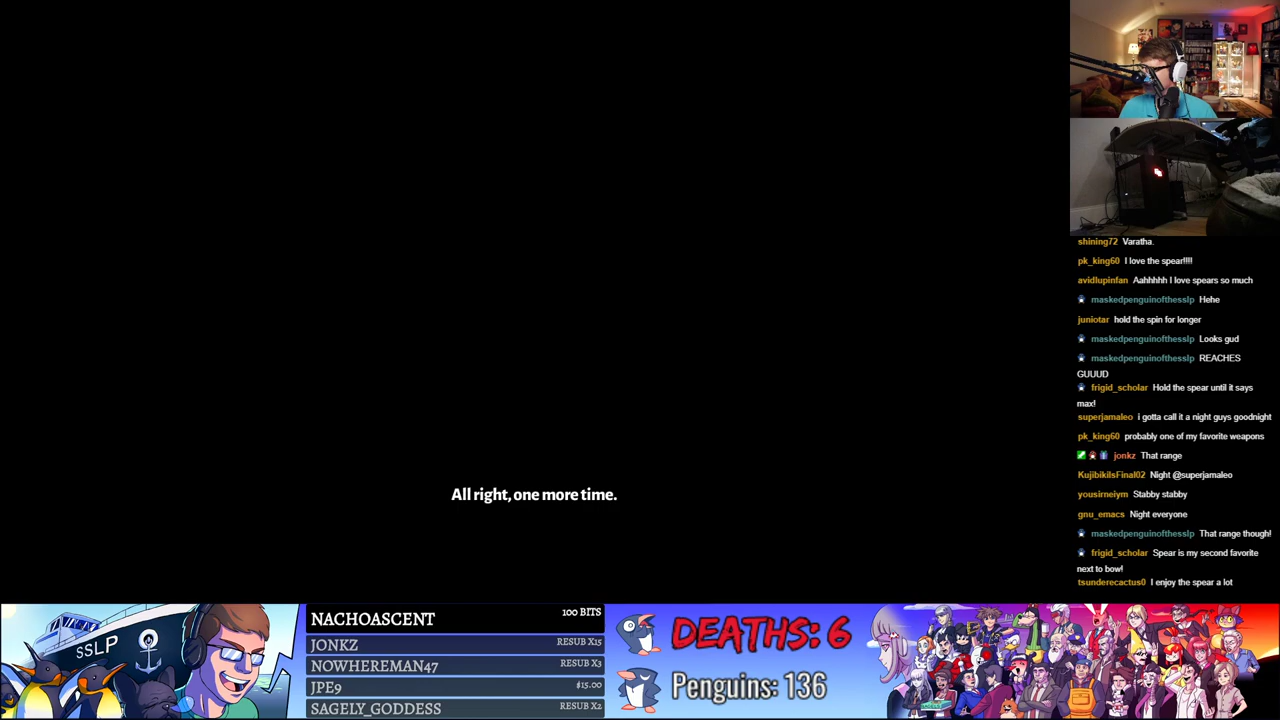 shining72 Varatha.
pk_king60 I love the spear!!!!
avidlupinfan Aahhhhh I love spears so much
maskedpenguinofthesslp Hehe
juniotar hold the spin for longer
maskedpenguinofthesslp Looks gud
maskedpenguinofthesslp REACHES
GUUUD
frigid_scholar Hold the spear until it says
max!
superjamaleo i gotta call it a night guys goodnight
pk_king60 probably one of my favorite weapons
jonkz That range
KujibikiIsFinal02 Night @superjamaleo
yousirneiym Stabby stabby
gnu_emacs Night everyone
maskedpenguinofthesslp That range though!
frigid_scholar Spear is my second favorite
next to bow!
tsunderecactus0 I enjoy the spear a lot
All right, one more time.
SSLP
NACHOASCENT 100 BITS
JONKZ RESUB X15
NOWHEREMAN47 RESUB X3
JPE9 $15.00
SAGELY_GODDESS RESUB X2
DEATHS: 6
Penguins: 136